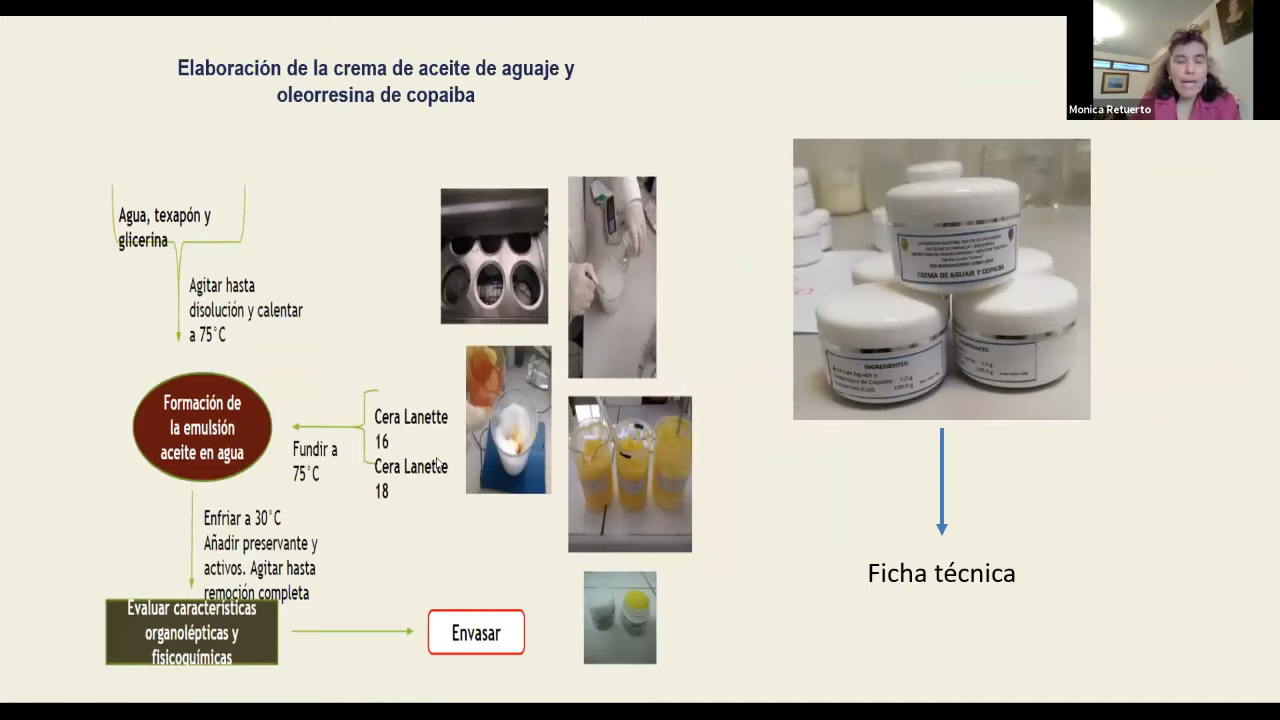 Elaboración de la crema de aceite de aguaje y
oleorresina de copaiba
Monica Retuerto
Agua, texapón y
glicerina
Agitar hasta
disolución y calentar
a 75°C
Formación de
la emulsión
aceite en agua
Fundir a
75°C
Cera Lanette
16
Cera Lanette
18
Enfriar a 30°C
Añadir preservante y
activos. Agitar hasta
remoción completa
Evaluar características
organolépticas y
fisicoquímicas
Envasar
CREMA DE AGUAJE Y COPAIBA
INGREDIENTES:
Ficha técnica